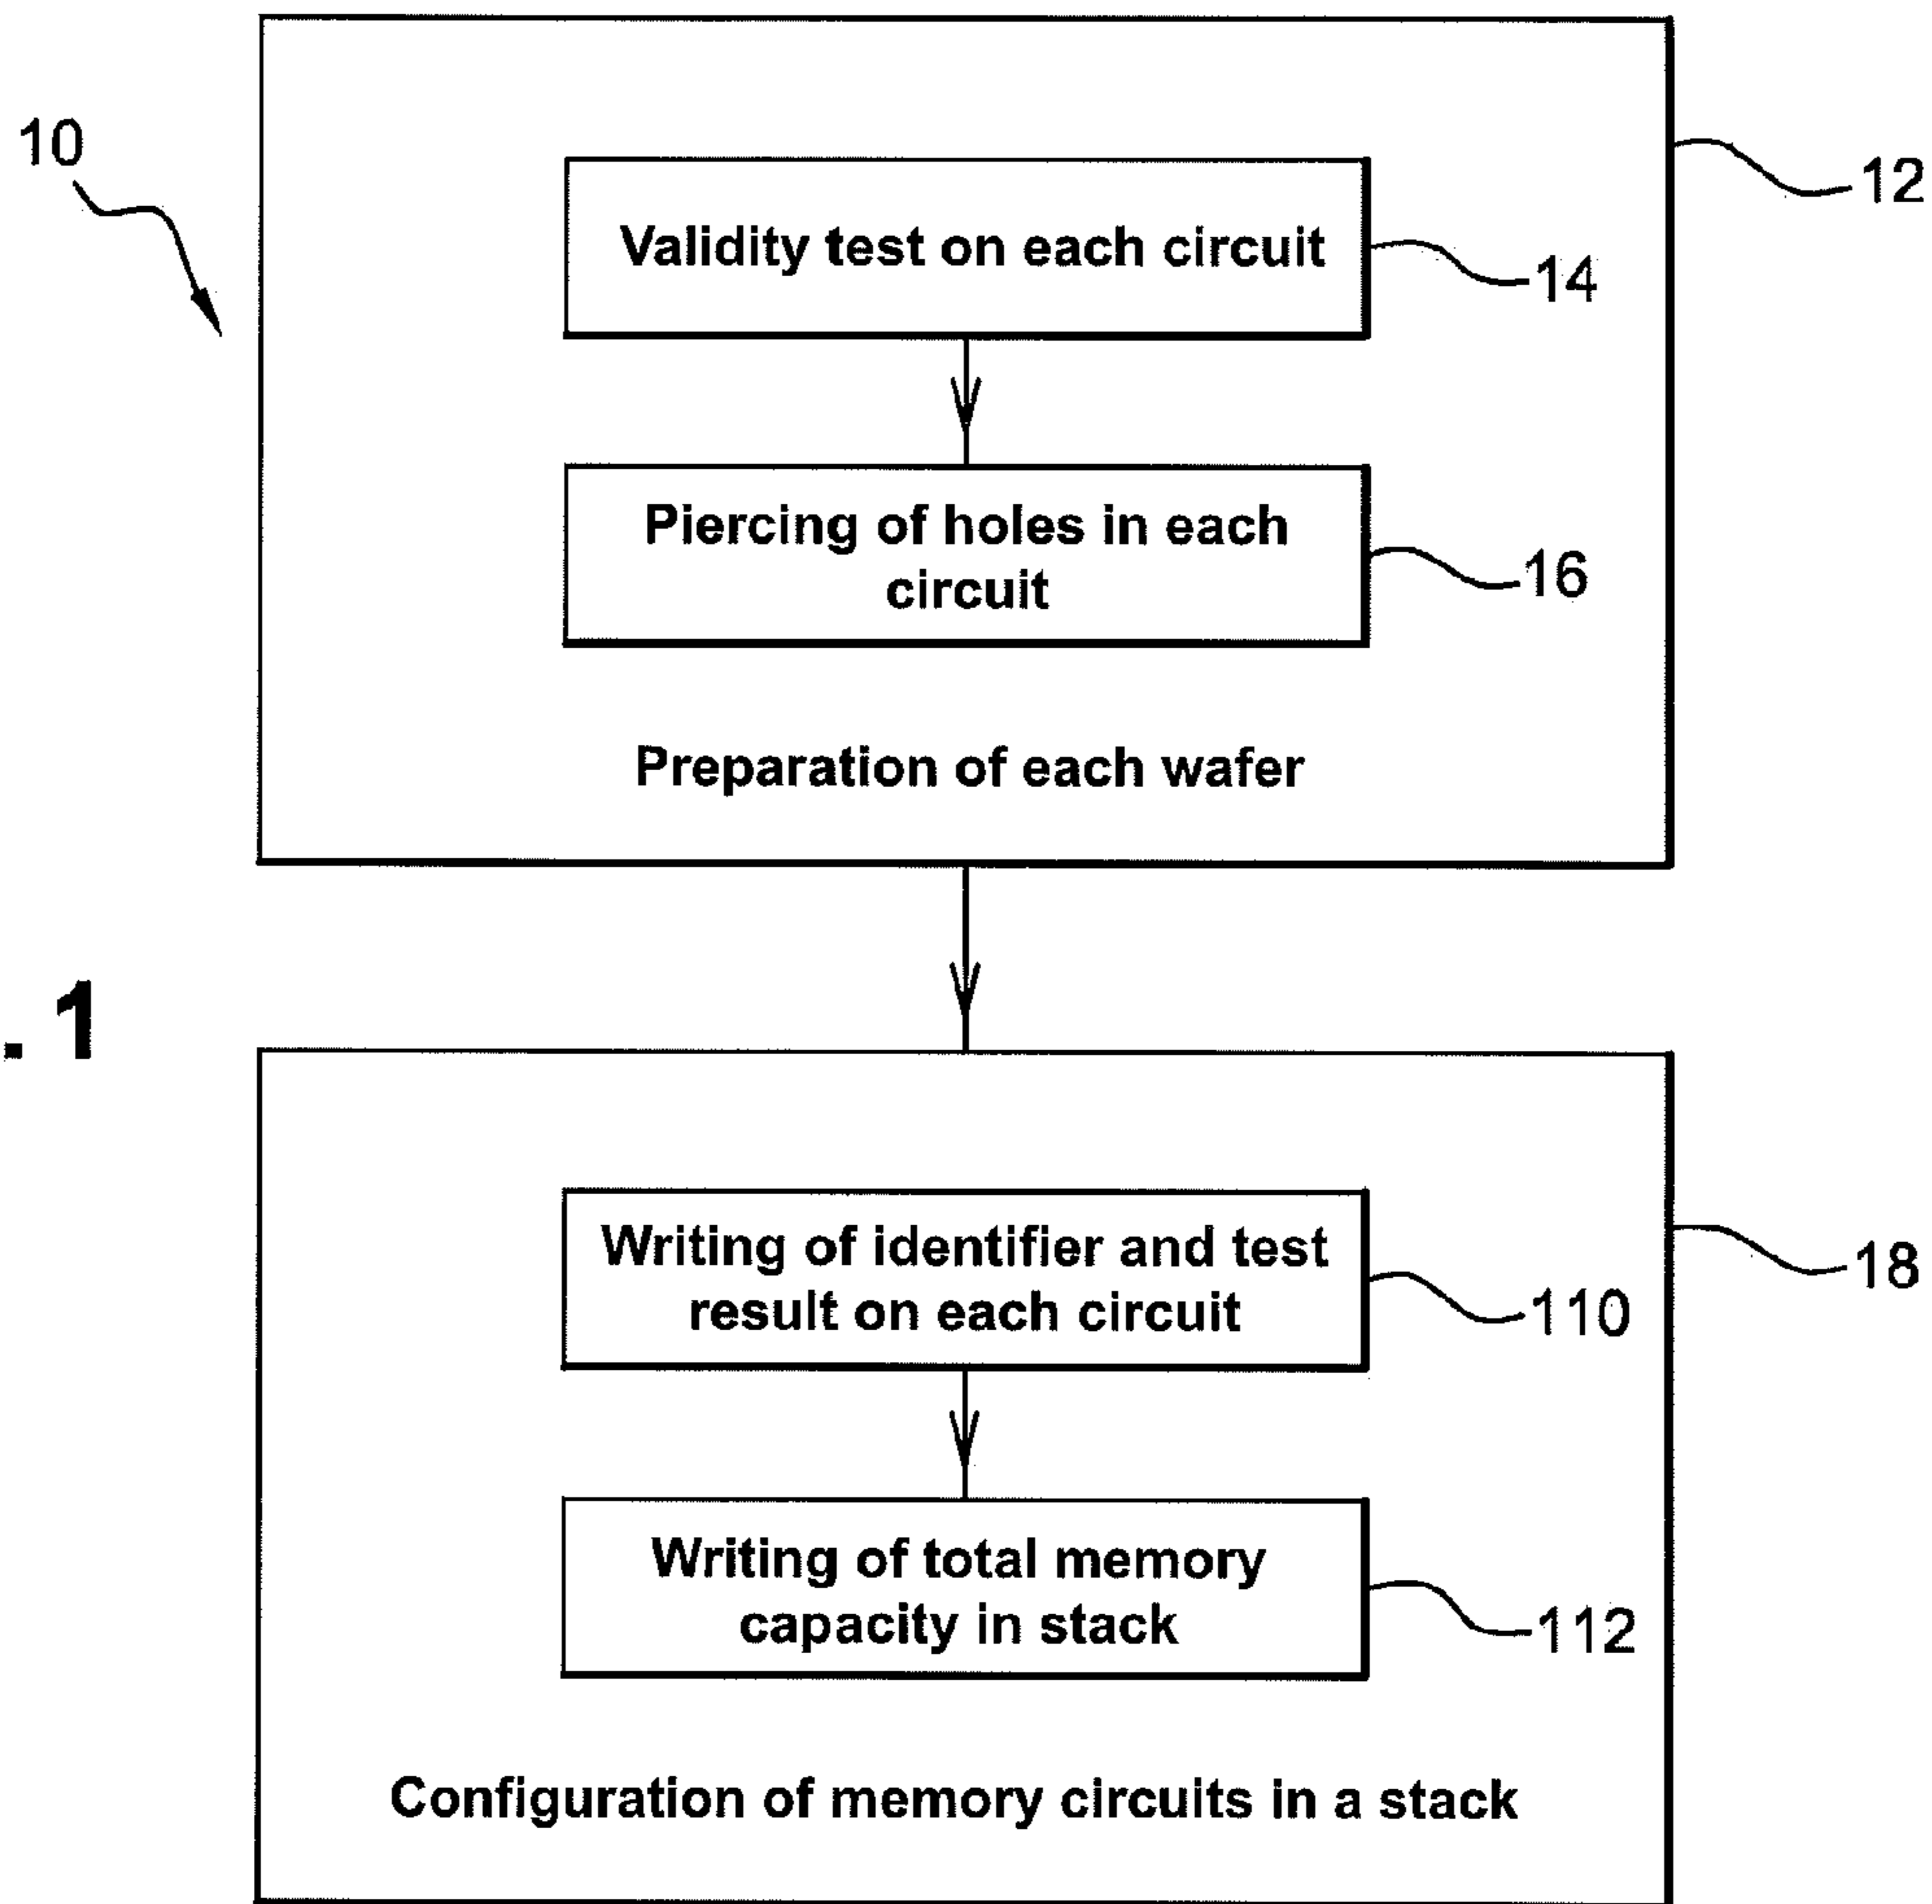 10
12
Validity test on each circuit
14
Piercing of holes in each
circuit
16
Preparation of each wafer
. 1
Writing of identifier and test
result on each circuit
18
110
Writing of total memory
capacity in stack
112
Configuration of memory circuits in a stack